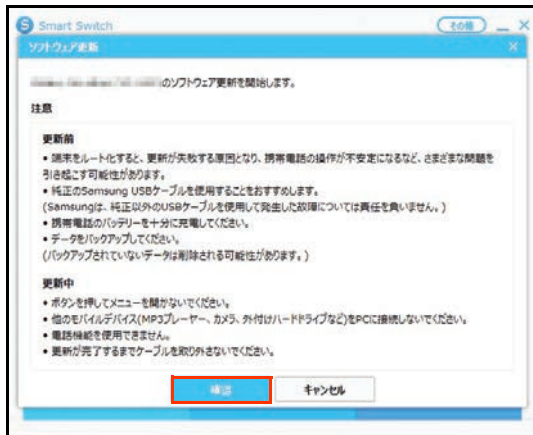 Smart Switch
その他
ソフトウェア更新
のソフトウェア更新を開始します。
注意
更新前
• 端末をルート化すると、更新が失敗する原因となり、携帯電話の操作が不安定になるなど、さまざまな問題を
引き起こす可能性があります。
• 純正のSamsung USBケーブルを使用することをおすすめします。
(Samsungは、純正以外のUSBケーブルを使用して発生した故障については責任を負いません。)
• 携帯電話のバッテリーを十分に充電してください。
• データをバックアップしてください。
(バックアップされていないデータは削除される可能性があります。)
更新中
• ボタンを押してメニューを開かないでください。
• 他のモバイルデバイス(MP3プレーヤー、カメラ、外付けハードドライブなど)をPCに接続しないでください。
• 電話機能を使用できません。
• 更新が完了するまでケーブルを取り外さないでください。
確認
キャンセル